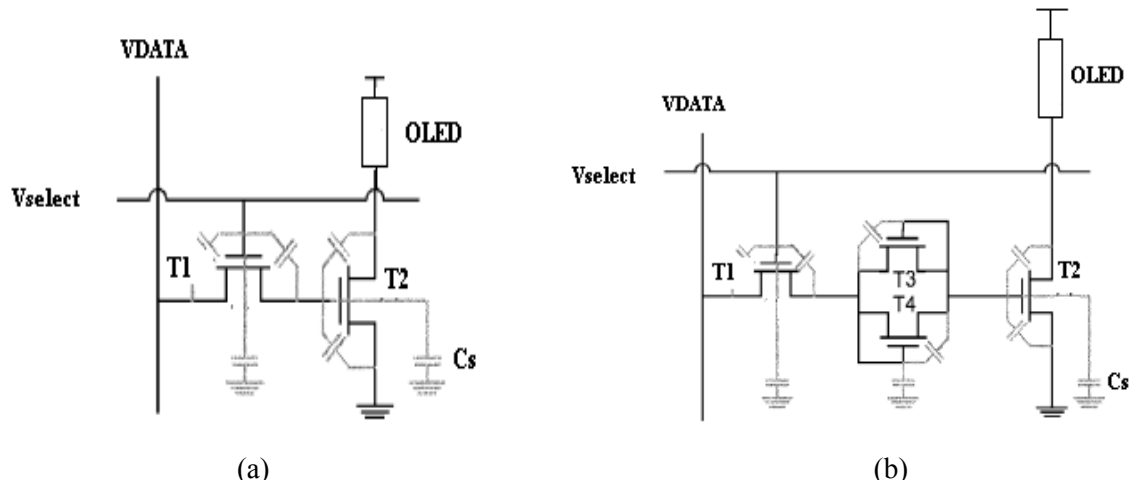 VDATA
OLED
Vselect
T1
T2
Cs
(a)
OLED
VDATA
Vselect
T1
T3
T2
T4
Cs
(b)